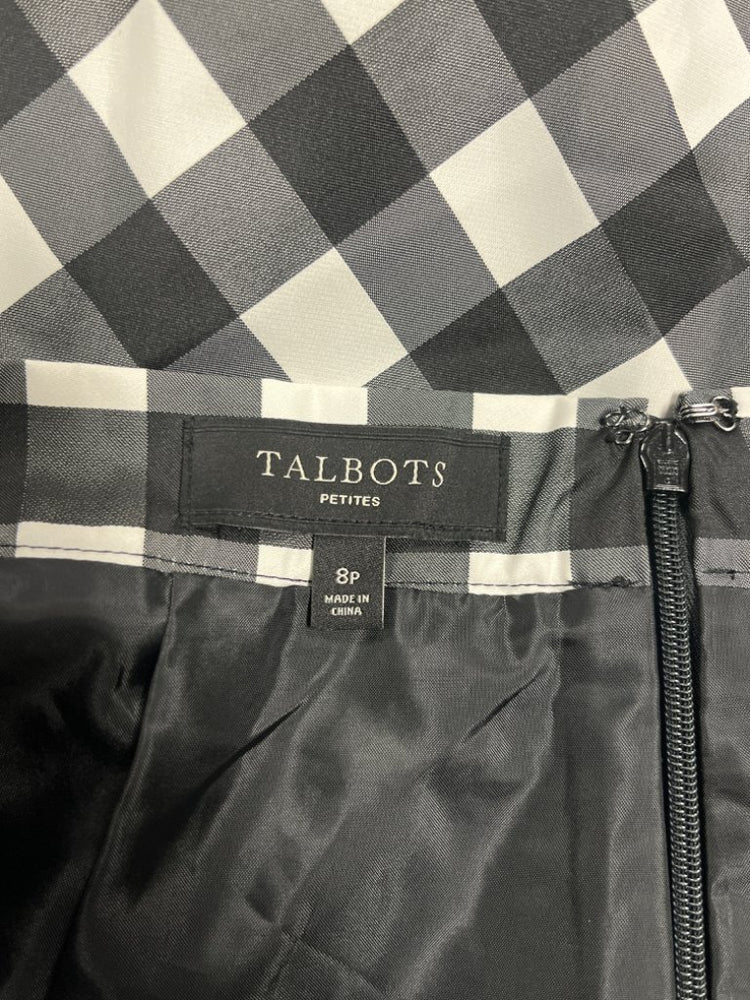 TALBOTS
PETITES
8P
MADE IN
CHINA